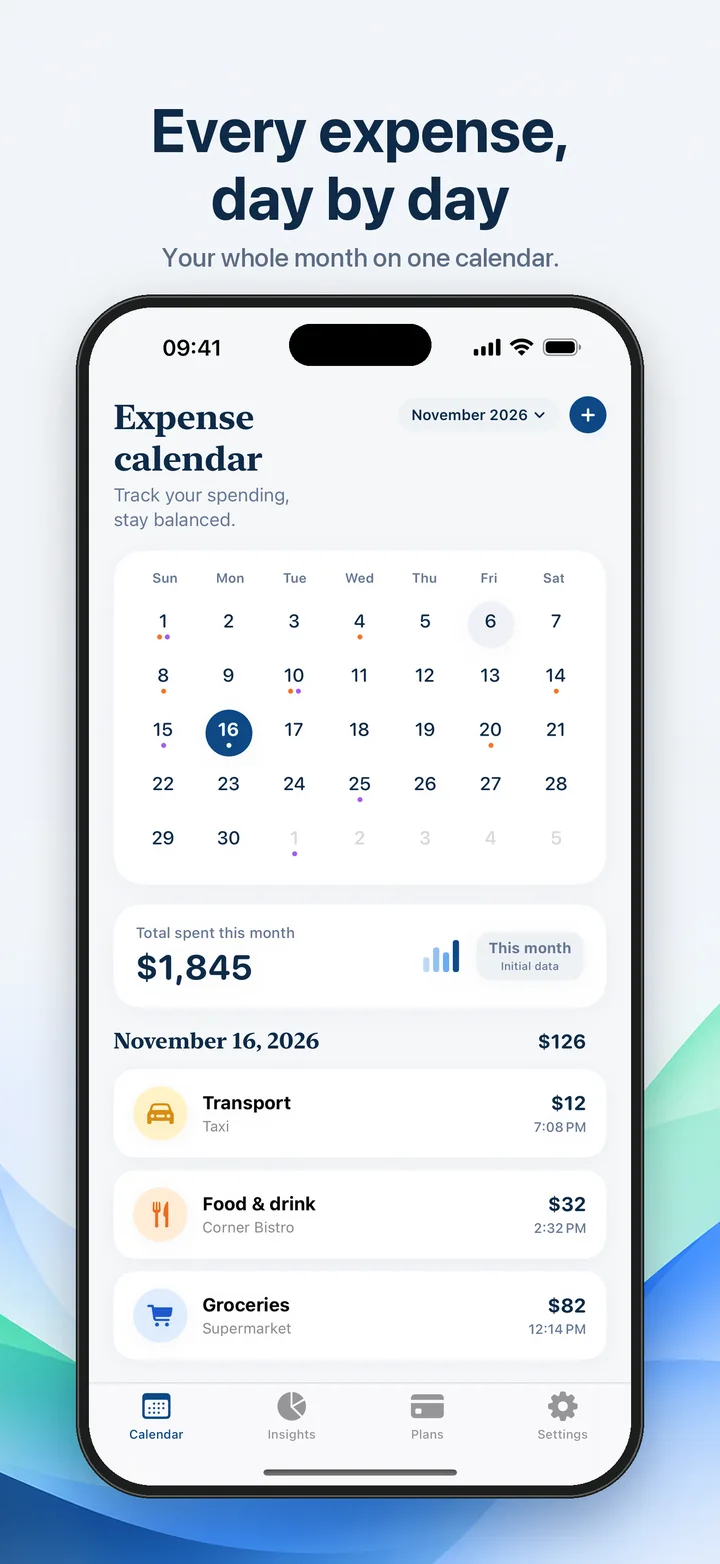 Every expense,
day by day
Your whole month on one calendar.
09:41
Expense
calendar
November 2026
Track your spending,
stay balanced.
Sun Mon Tue Wed Thu Fri Sat
1 2 3 4 5 6 7
8 9 10 11 12 13 14
15 16 17 18 19 20 21
22 23 24 25 26 27 28
29 30 1 2 3 4 5
Total spent this month
$1,845
This month
Initial data
November 16, 2026 $126
Transport $12
Taxi 7:08 PM
Food & drink $32
Corner Bistro 2:32 PM
Groceries $82
Supermarket 12:14 PM
Calendar Insights Plans Settings